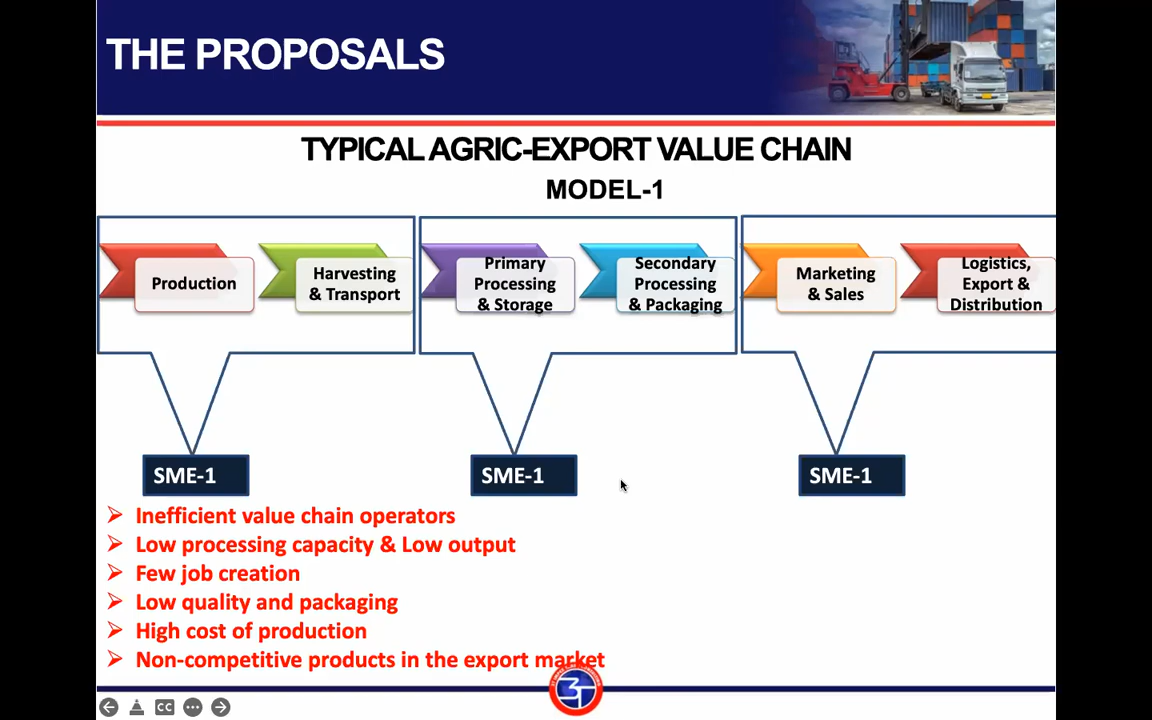 THE PROPOSALS
TYPICAL AGRIC-EXPORT VALUE CHAIN
MODEL-1
Production
Harvesting
& Transport
Primary
Processing
& Storage
Secondary
Processing
& Packaging
Marketing
& Sales
Logistics,
Export &
Distribution
SME-1
SME-1
SME-1
Inefficient value chain operators
Low processing capacity & Low output
Few job creation
Low quality and packaging
High cost of production
Non-competitive products in the export market
3T
CC